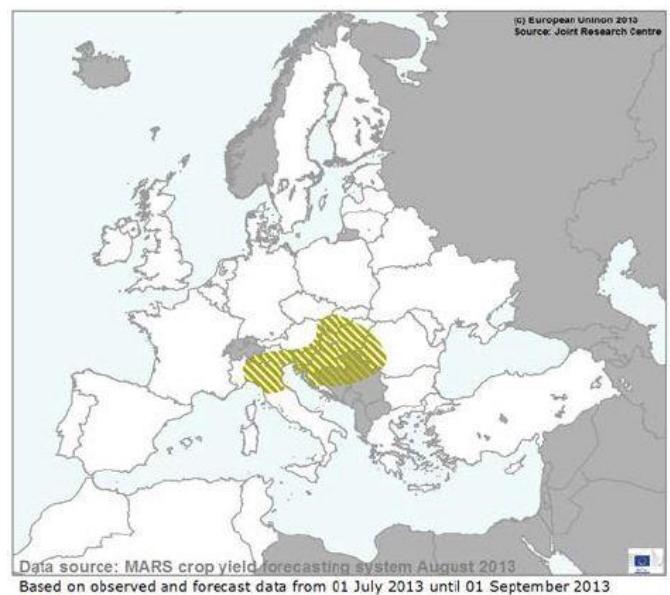 (c) European Uninon 2013
Source: Joint Research Centre
Data source: MARS crop yield forecasting system August 2013
Based on observed and forecast data from 01 July 2013 until 01 September 2013